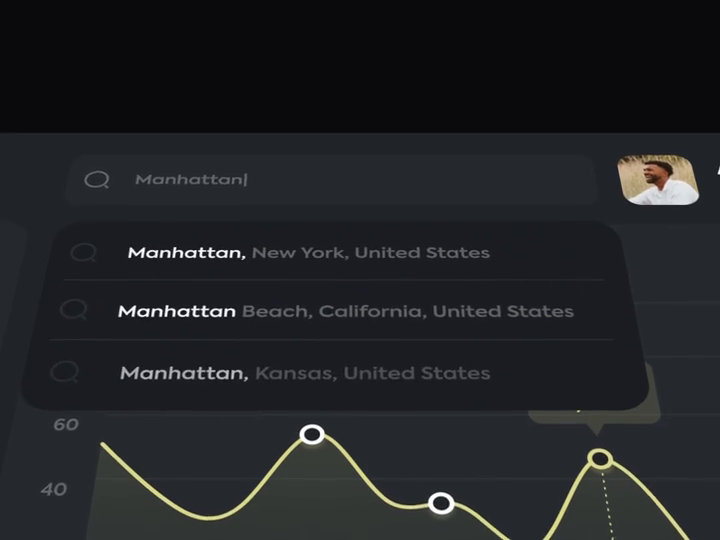 Manhattan
Manhattan, New York, United States
Manhattan Beach, California, United States
Manhattan, Kansas, United States
60
40